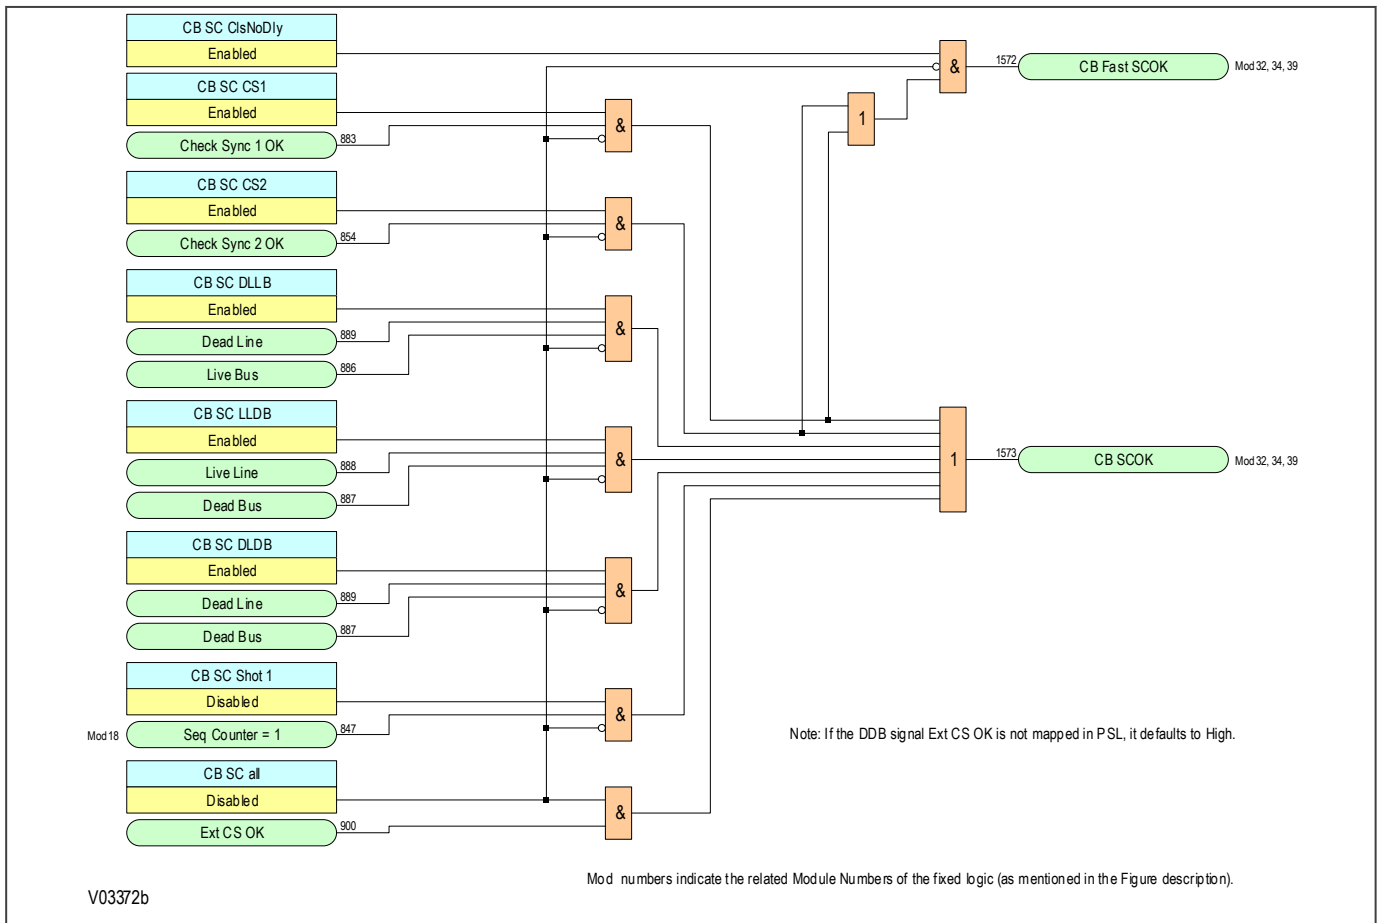 CB SC ClsNoDly
Enabled
&
1572
CB Fast SCOK
Mod 32, 34, 39
CB SC CS1
Enabled
1
&
883
Check Sync 1 OK
CB SC CS2
Enabled
&
854
Check Sync 2 OK
CB SC DLLB
Enabled
&
889
Dead Line
886
Live Bus
CB SC LLDB
Enabled
&
1
1573
CB SCOK
Mod 32, 34, 39
888
Live Line
887
Dead Bus
CB SC DLDB
Enabled
&
889
Dead Line
887
Dead Bus
CB SC Shot 1
Disabled
&
Mod 18
847
Seq Counter = 1
Note: If the DDB signal Ext CS OK is not mapped in PSL, it defaults to High.
CB SC all
Disabled
&
900
Ext CS OK
Mod numbers indicate the related Module Numbers of the fixed logic (as mentioned in the Figure description).
V03372b